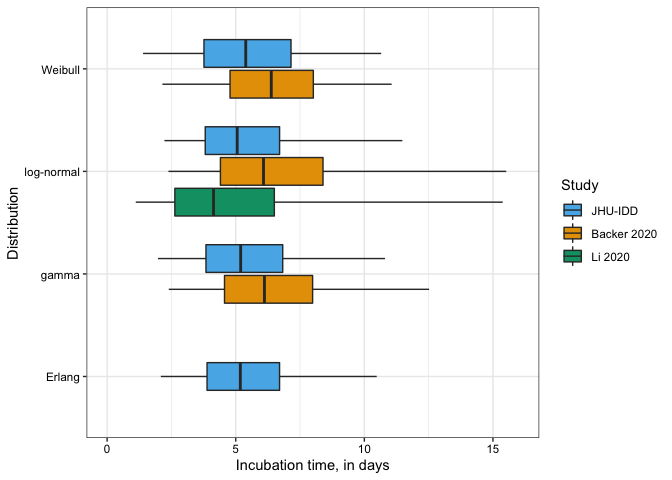 Weibull
log-normal
gamma
Erlang
Distribution
0
5
10
15
Incubation time, in days
Study
JHU-IDD
Backer 2020
Li 2020